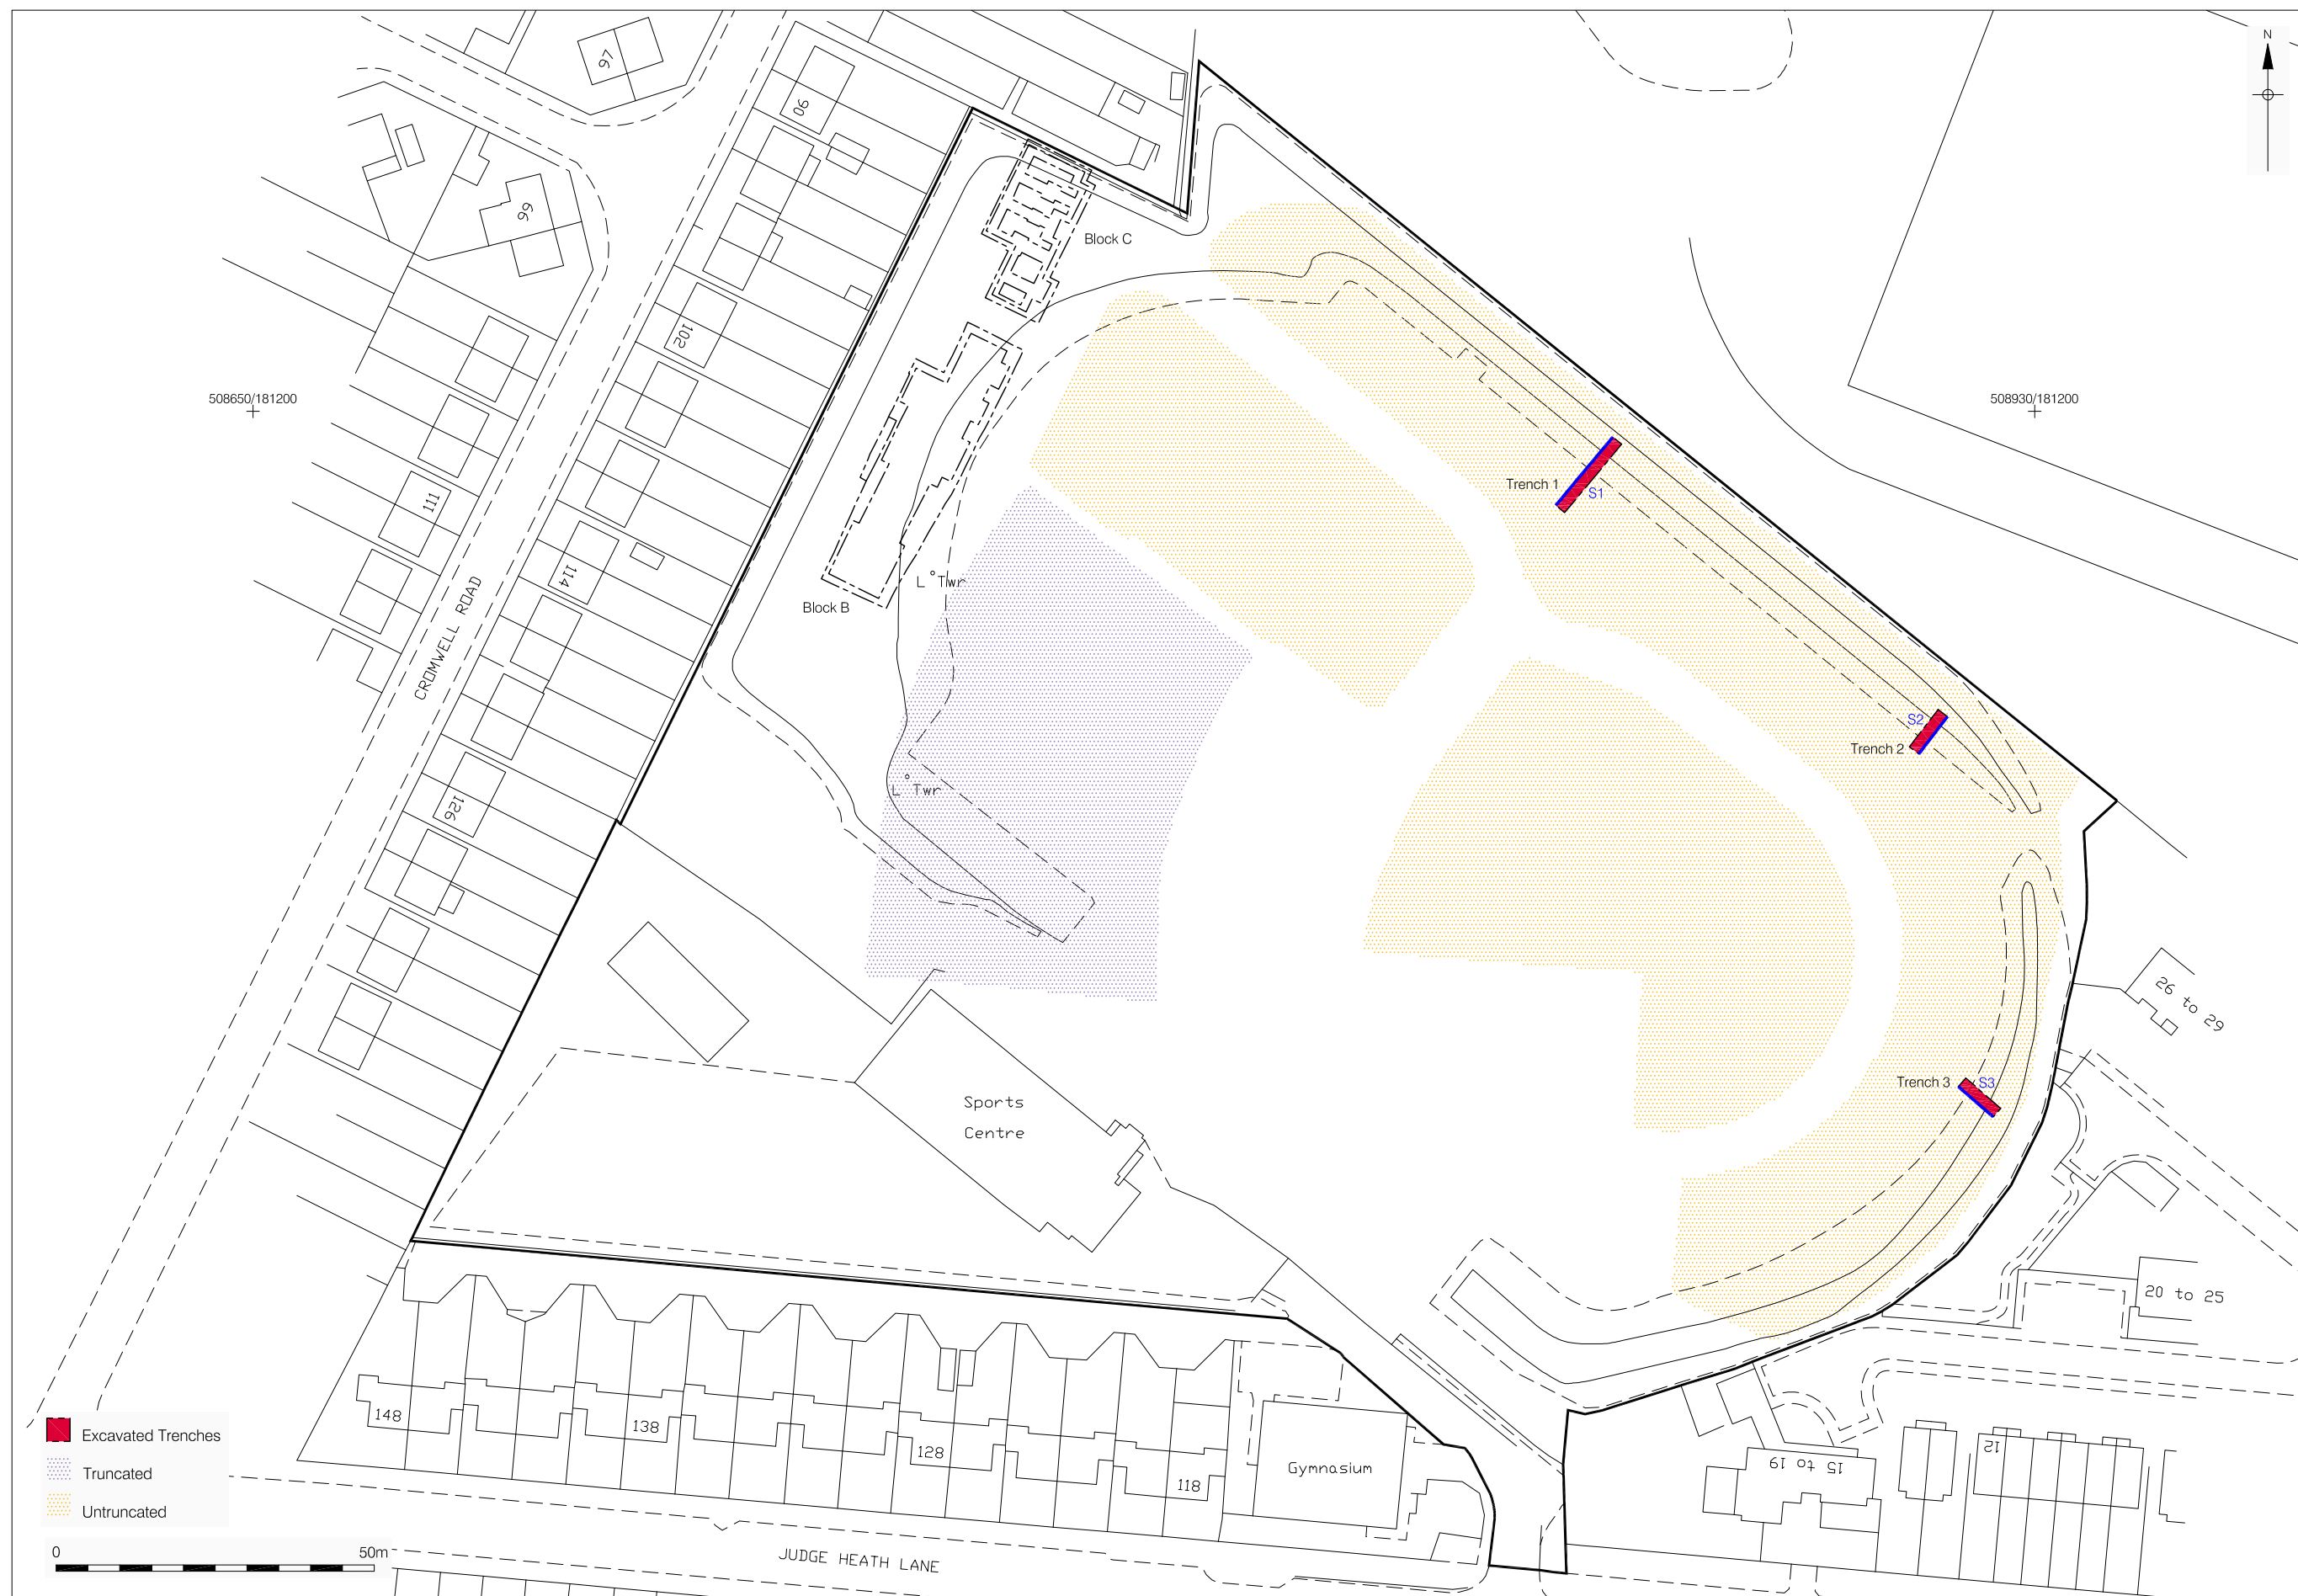 N
97
90
99
Block C
102
508650/181200
508930/181200
Trench 1
S1
111
114
L Twr
Block B
CROMWELL ROAD
S2
Trench 2
L Twr
126
26 to 29
Trench 3
S3
Sports
Centre
20 to 25
148
138
128
118
Gymnasium
15 to 19
12
Excavated Trenches
Truncated
Untruncated
0
50m
JUDGE HEATH LANE